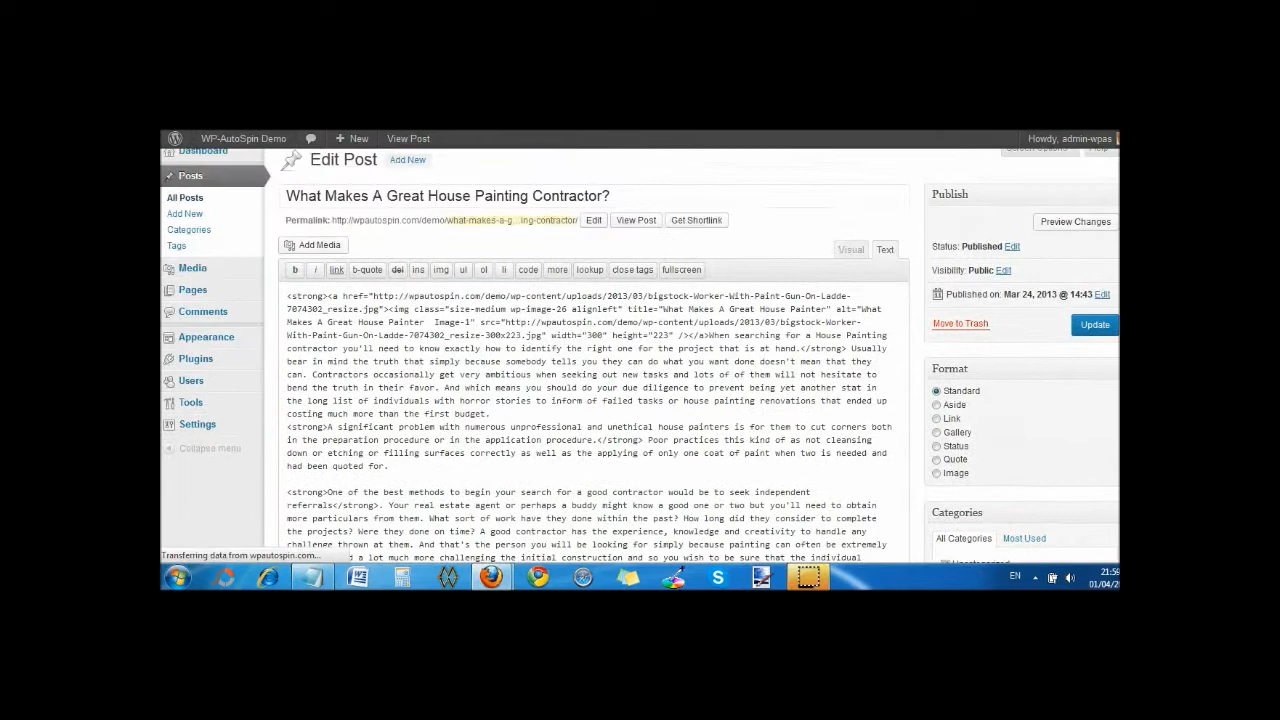 WP-AutoSpin Demo + New View Post Howdy, admin-wpas
Dashboard
Edit Post Add New
Posts
All Posts
Add New
Categories
Tags
Media
Pages
Comments
Appearance
Plugins
Users
Tools
Settings
Collapse menu
What Makes A Great House Painting Contractor?
Permalink: http://wpautospin.com/demo/what-makes-a-g...ing-contractor/ Edit View Post Get Shortlink
Add Media
Visual Text
b i link b-quote del ins img ul ol li code more lookup close tags fullscreen
<strong><a href="http://wpautospin.com/demo/wp-content/uploads/2013/03/bigstock-Worker-With-Paint-Gun-On-Ladde-
7074302_resize.jpg"><img class="size-medium wp-image-26 alignleft" title="What Makes A Great House Painter" alt="What
Makes A Great House Painter  Image-1" src="http://wpautospin.com/demo/wp-content/uploads/2013/03/bigstock-Worker-
With-Paint-Gun-On-Ladde-7074302_resize-300x223.jpg" width="300" height="223" /></a>When searching for a House Painting
contractor you'll need to know exactly how to identify the right one for the project that is at hand.</strong> Usually
bear in mind the truth that simply because somebody tells you they can do what you want done doesn't mean that they
can. Contractors occasionally get very ambitious when seeking out new tasks and lots of of them will not hesitate to
bend the truth in their favor. And which means you should do your due diligence to prevent being yet another stat in
the long list of individuals with horror stories to inform of failed tasks or house painting renovations that ended up
costing much more than the first budget.
<strong>A significant problem with numerous unprofessional and unethical house painters is for them to cut corners both
in the preparation procedure or in the application procedure.</strong> Poor practices this kind of as not cleansing
down or etching or filling surfaces correctly as well as the applying of only one coat of paint when two is needed and
had been quoted for.
<strong>One of the best methods to begin your search for a good contractor would be to seek independent
referrals</strong>. Your real estate agent or perhaps a buddy might know a good one or two but you'll need to obtain
more particulars from them. What sort of work have they done within the past? How long did they consider to complete
the projects? Were they done on time? A good contractor has the experience, knowledge and creativity to handle any
challenge thrown at them. And that's the person you will be looking for simply because painting can often be extremely
a lot much more challenging the initial construction and so you wish to be sure that the individual
Publish
Preview Changes
Status: Published Edit
Visibility: Public Edit
Published on: Mar 24, 2013 @ 14:43 Edit
Move to Trash Update
Format
Standard
Aside
Link
Gallery
Status
Quote
Image
Categories
All Categories Most Used
Transferring data from wpautospin.com...
EN
21:59
01/04/2